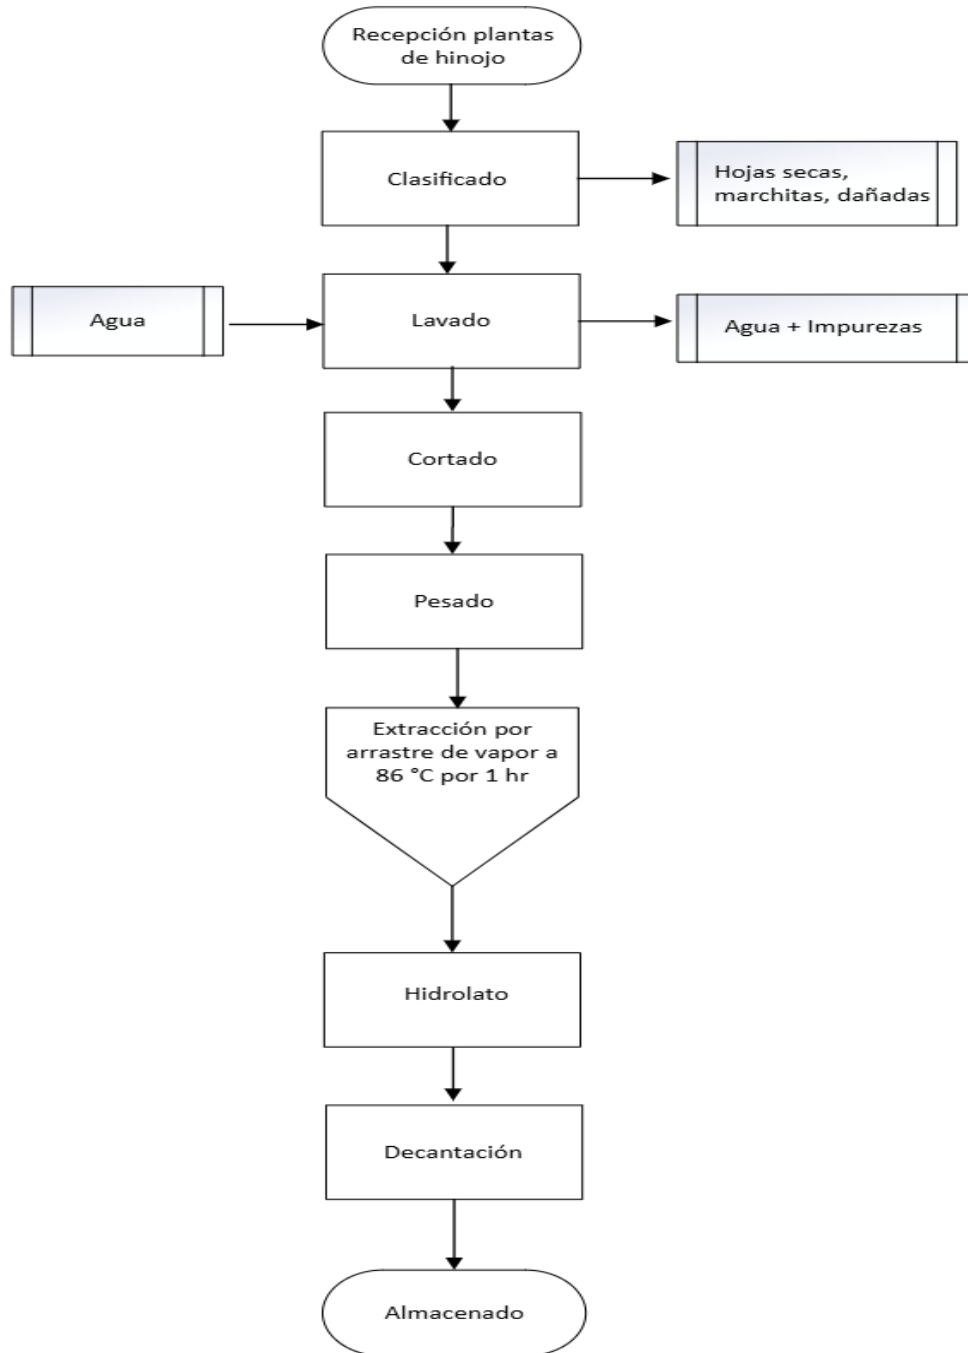 Recepción plantas
de hinojo
Clasificado
Hojas secas,
marchitas, dañadas
Agua
Lavado
Agua + Impurezas
Cortado
Pesado
Extracción por
arrastre de vapor a
86 °C por 1 hr
Hidrolato
Decantación
Almacenado